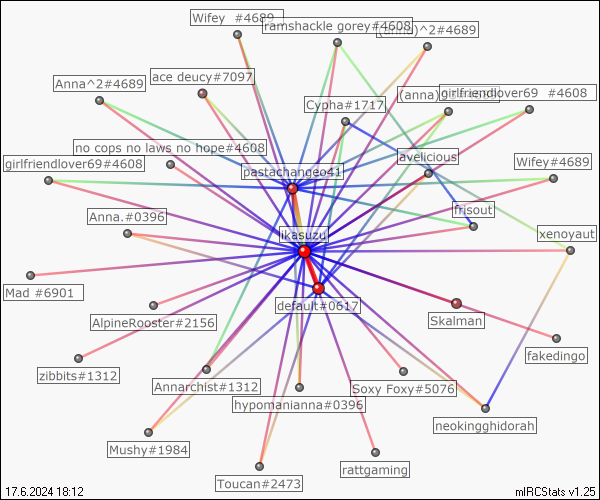 Wifey #4689
ramshackle gorey#4608
)^2#4689
ace deucy#7097
Anna^2#4689
Cypha#1717
(anna)
girlfriendlover69 #4608
no cops no laws no hope#4608
girlfriendlover69#4608
pastachangeo41
avelicious
Wifey#4689
Anna.#0396
frisout
ikasuzu
xenoyaut
Mad #6901
default#0617
AlpineRooster#2156
Skalman
fakedingo
zibbits#1312
Annarchist#1312
Soxy Foxy#5076
hypomanianna#0396
neokingghidorah
Mushy#1984
rattgaming
Toucan#2473
17.6.2024 18:12
mIRCStats v1.25